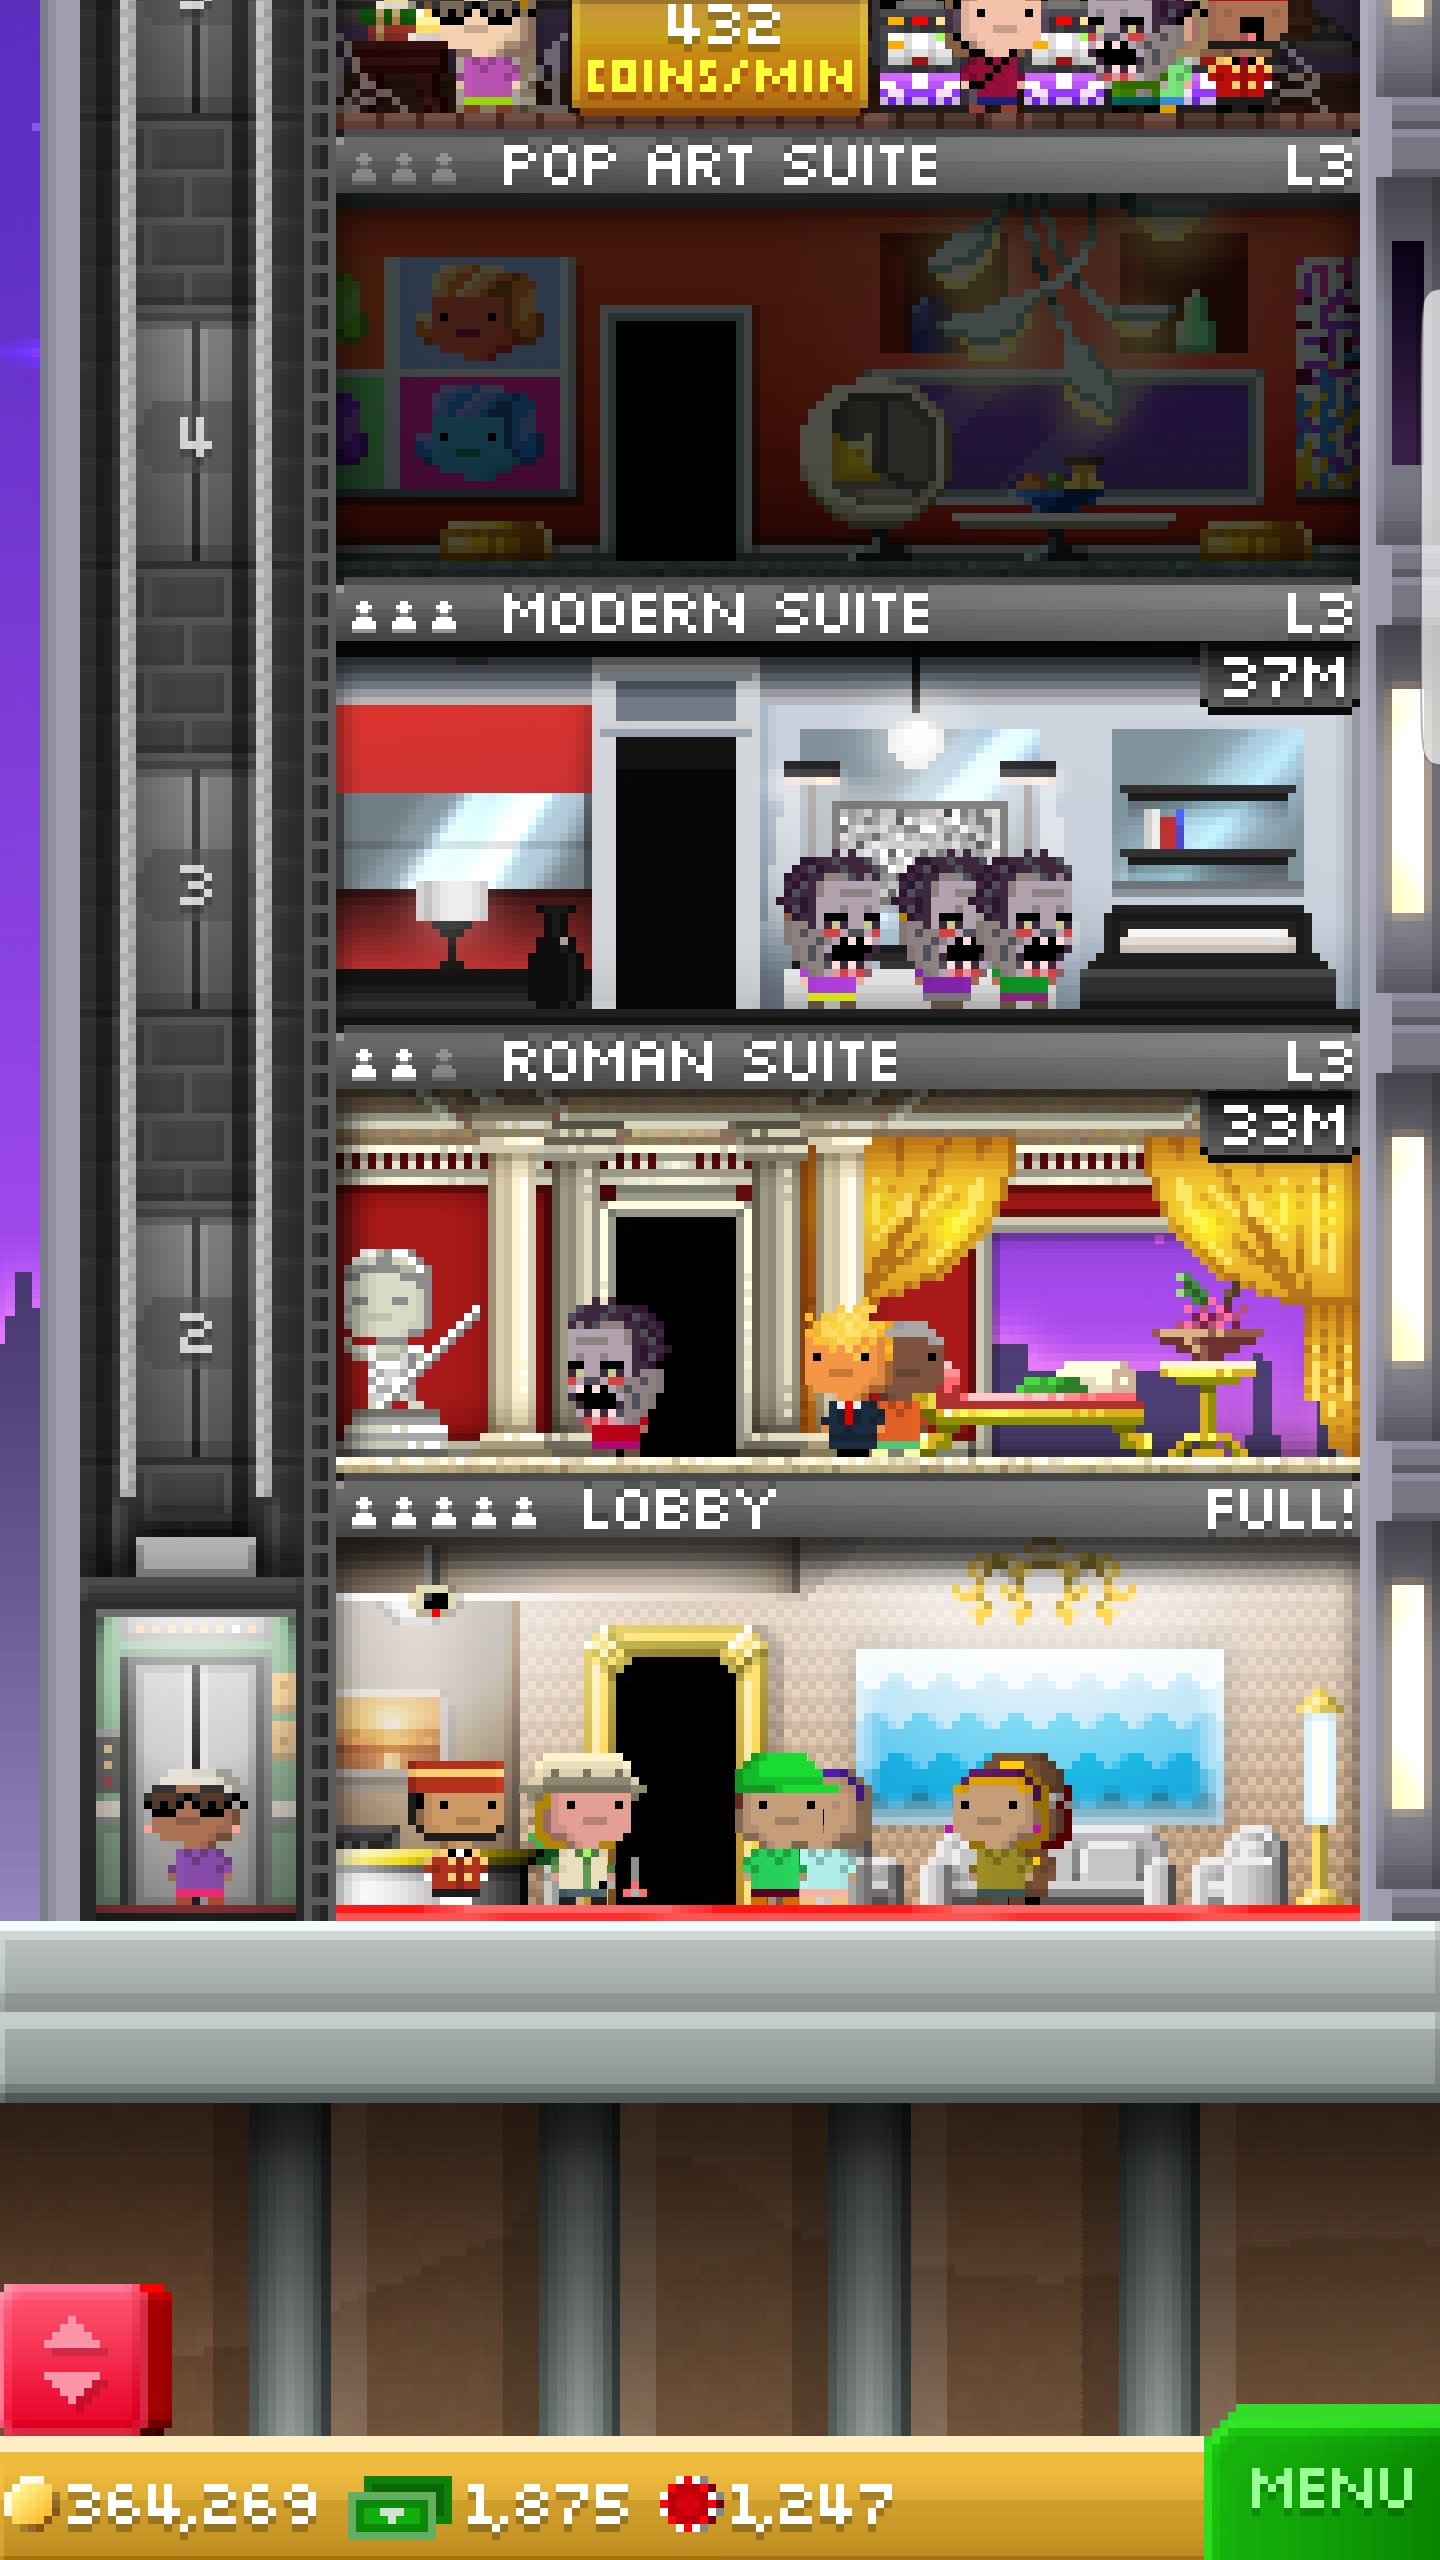 432
COINS/MIN
POP ART SUITE L3
4
MODERN SUITE L3
37M
3
ROMAN SUITE L3
33M
2
LOBBY FULL!
364,269 1,875 1,247 MENU